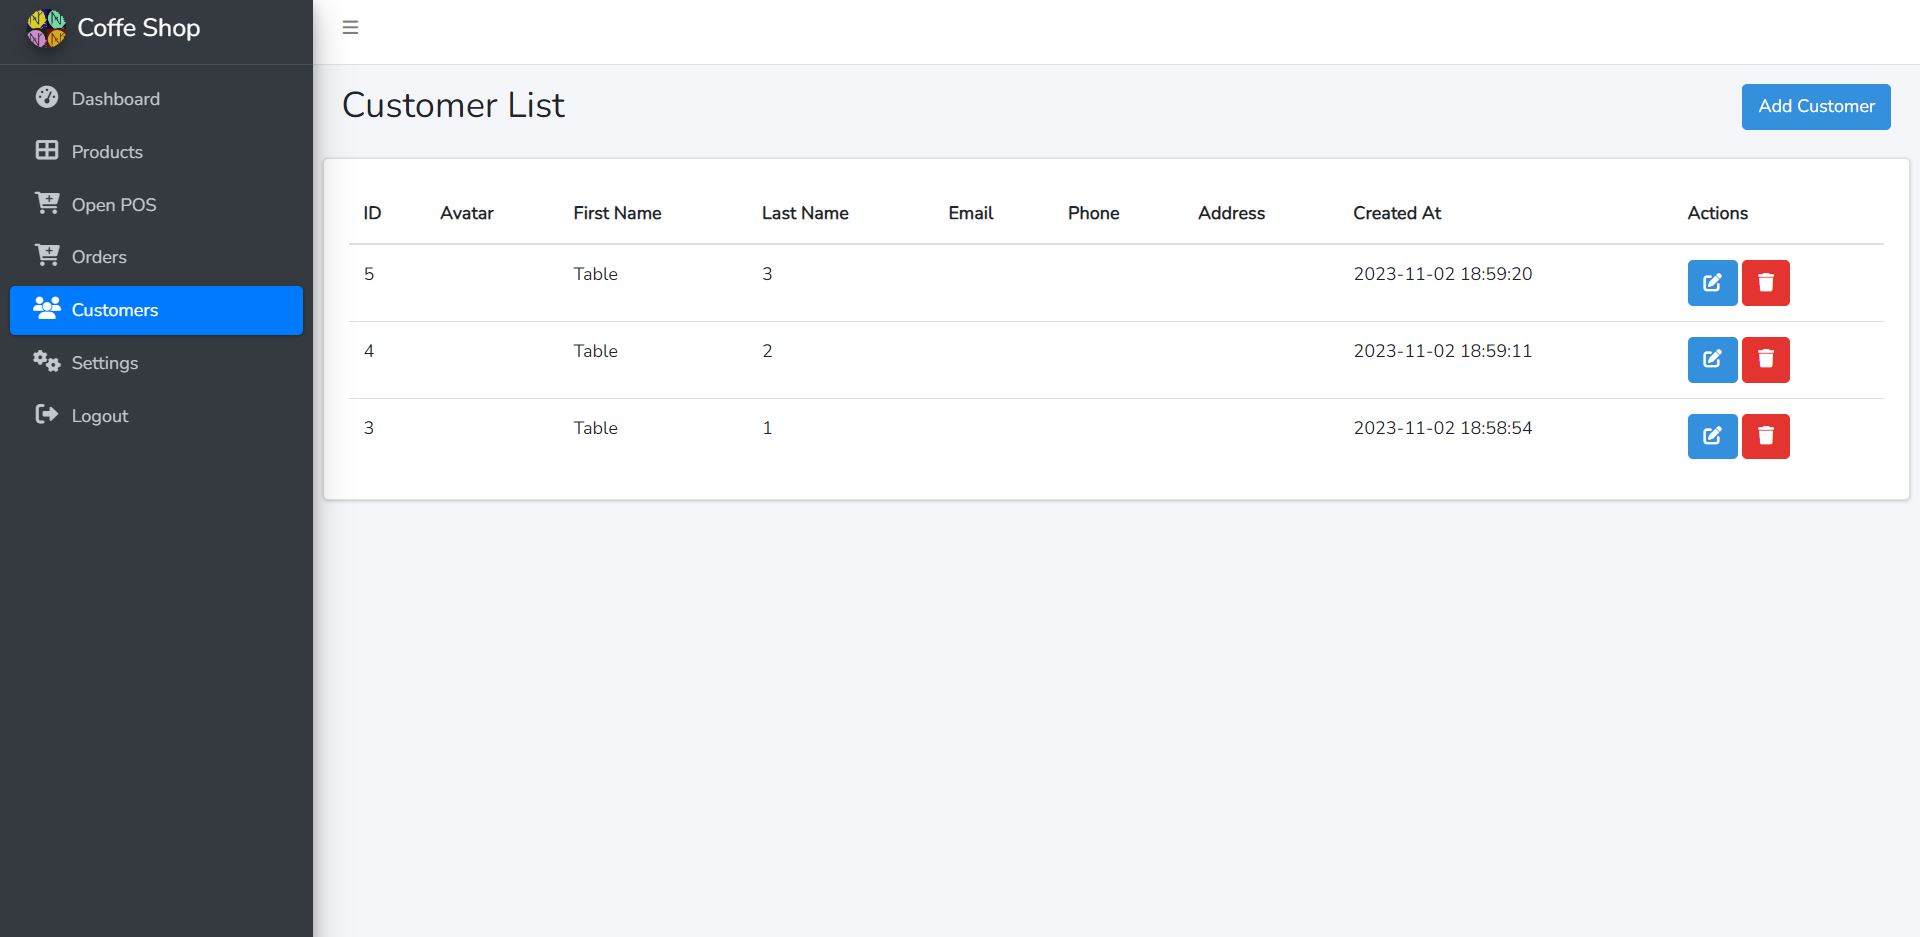 Coffe Shop
Dashboard
Products
Open POS
Orders
Customers
Settings
Logout
Customer List
Add Customer
ID Avatar First Name Last Name Email Phone Address Created At Actions
5 Table 3 2023-11-02 18:59:20
4 Table 2 2023-11-02 18:59:11
3 Table 1 2023-11-02 18:58:54